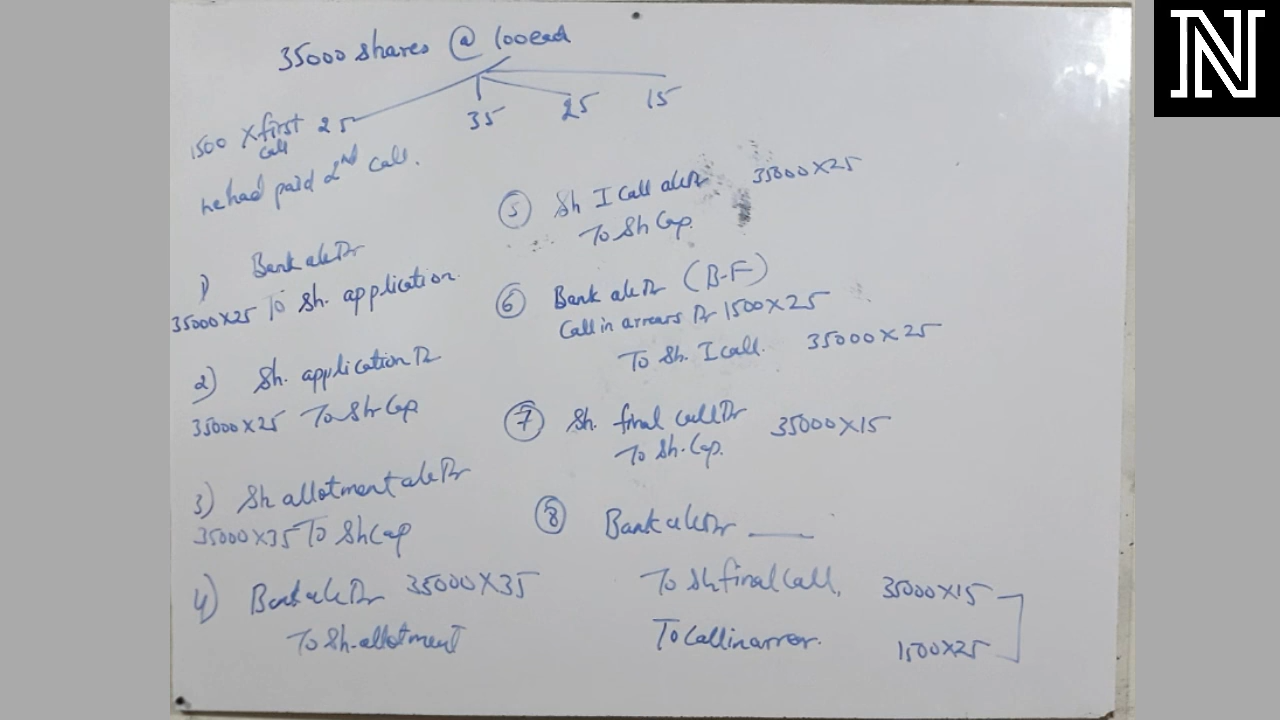 35000 shares @ 100 each
25 35 25 15
1500 X first
call
he had paid 2nd call.
1) Bank a/c Dr
35000X25 To Sh. application
2) Sh. application Dr
35000X25 To Sh Cap
3) Sh allotment a/c Dr
35000X35 To Sh Cap
4) Bank a/c Dr 35000X35
To Sh. allotment
5 Sh I Call a/c Dr 35000X25
To Sh Cap.
6 Bank a/c Dr (B-F)
Call in arrears Dr 1500X25
To Sh. I call. 35000X25
7 Sh. final call Dr 35000X15
To Sh. Cap.
8 Bank a/c Dr
To Sh final Call. 35000X15
To Call in arrear. 1500X25
N